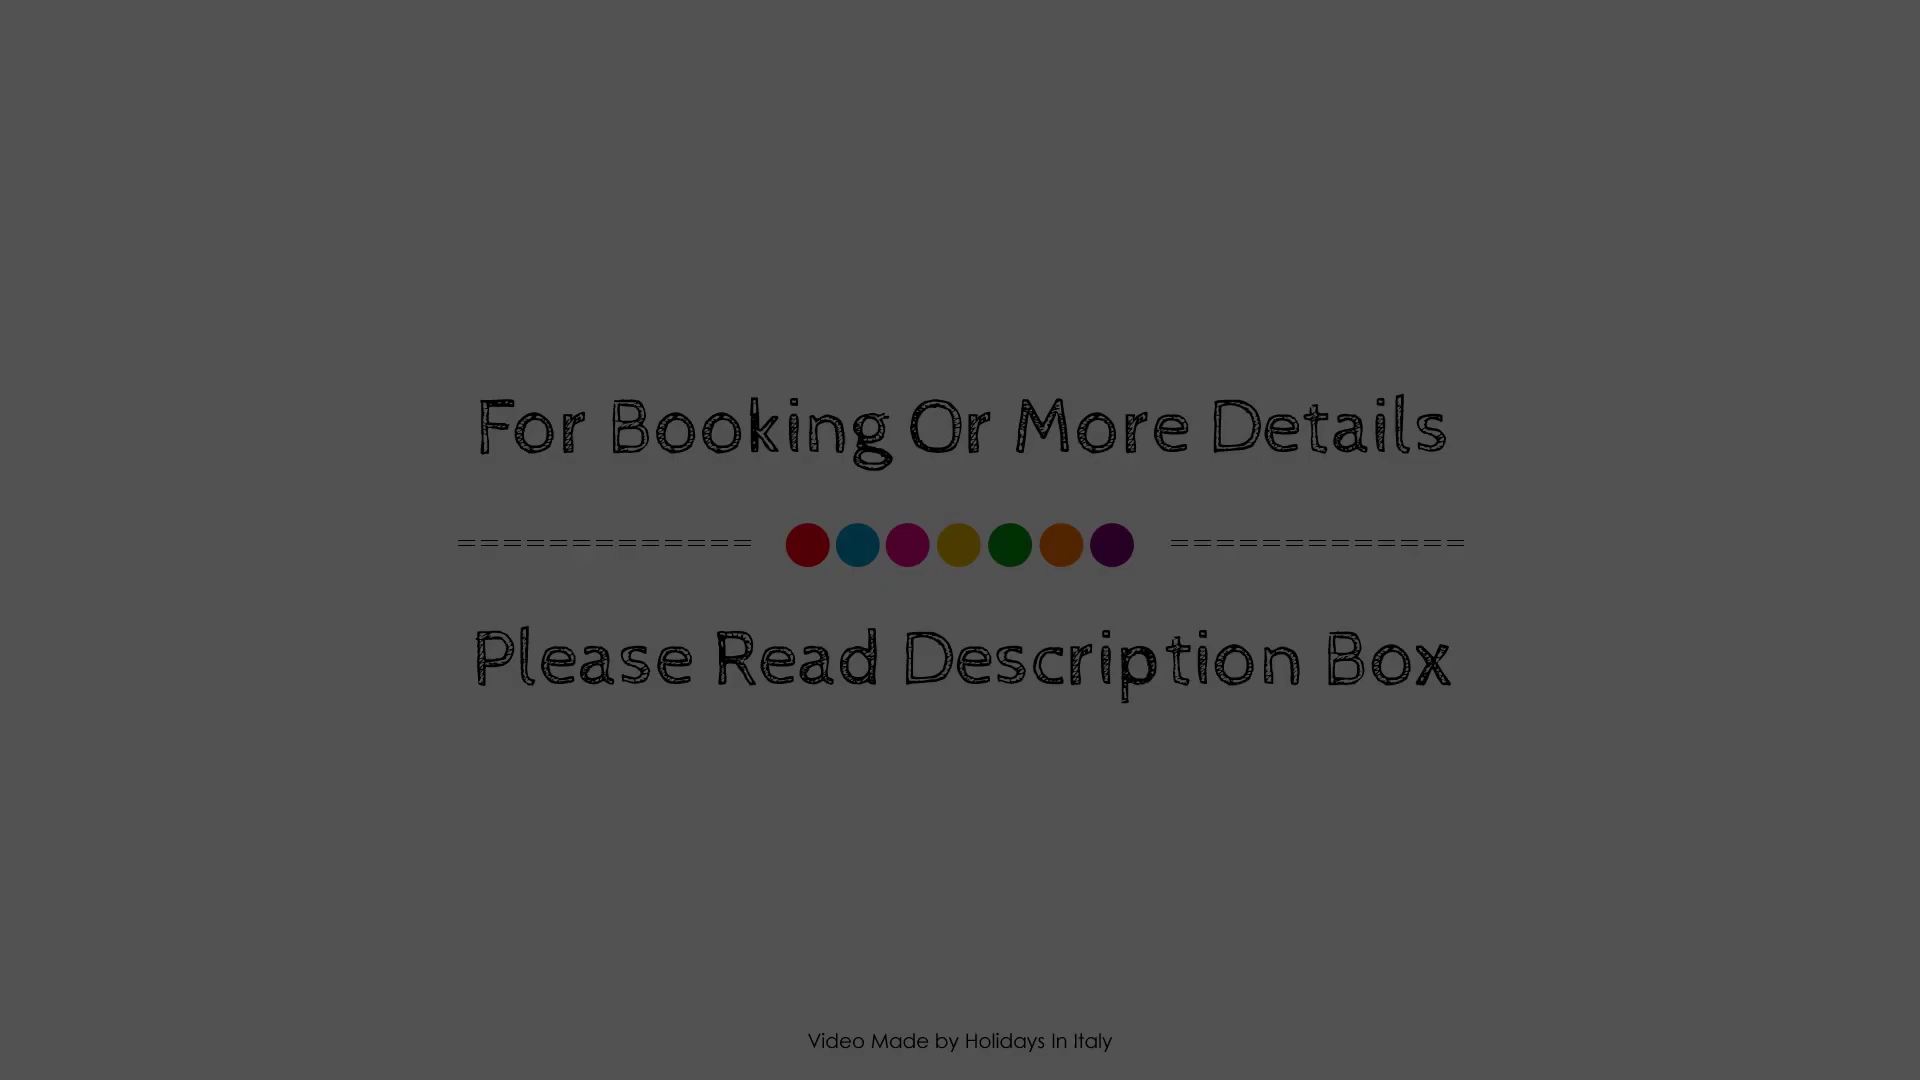 For Booking Or More Details
============= =============
Please Read Description Box
Video Made by Holidays In Italy